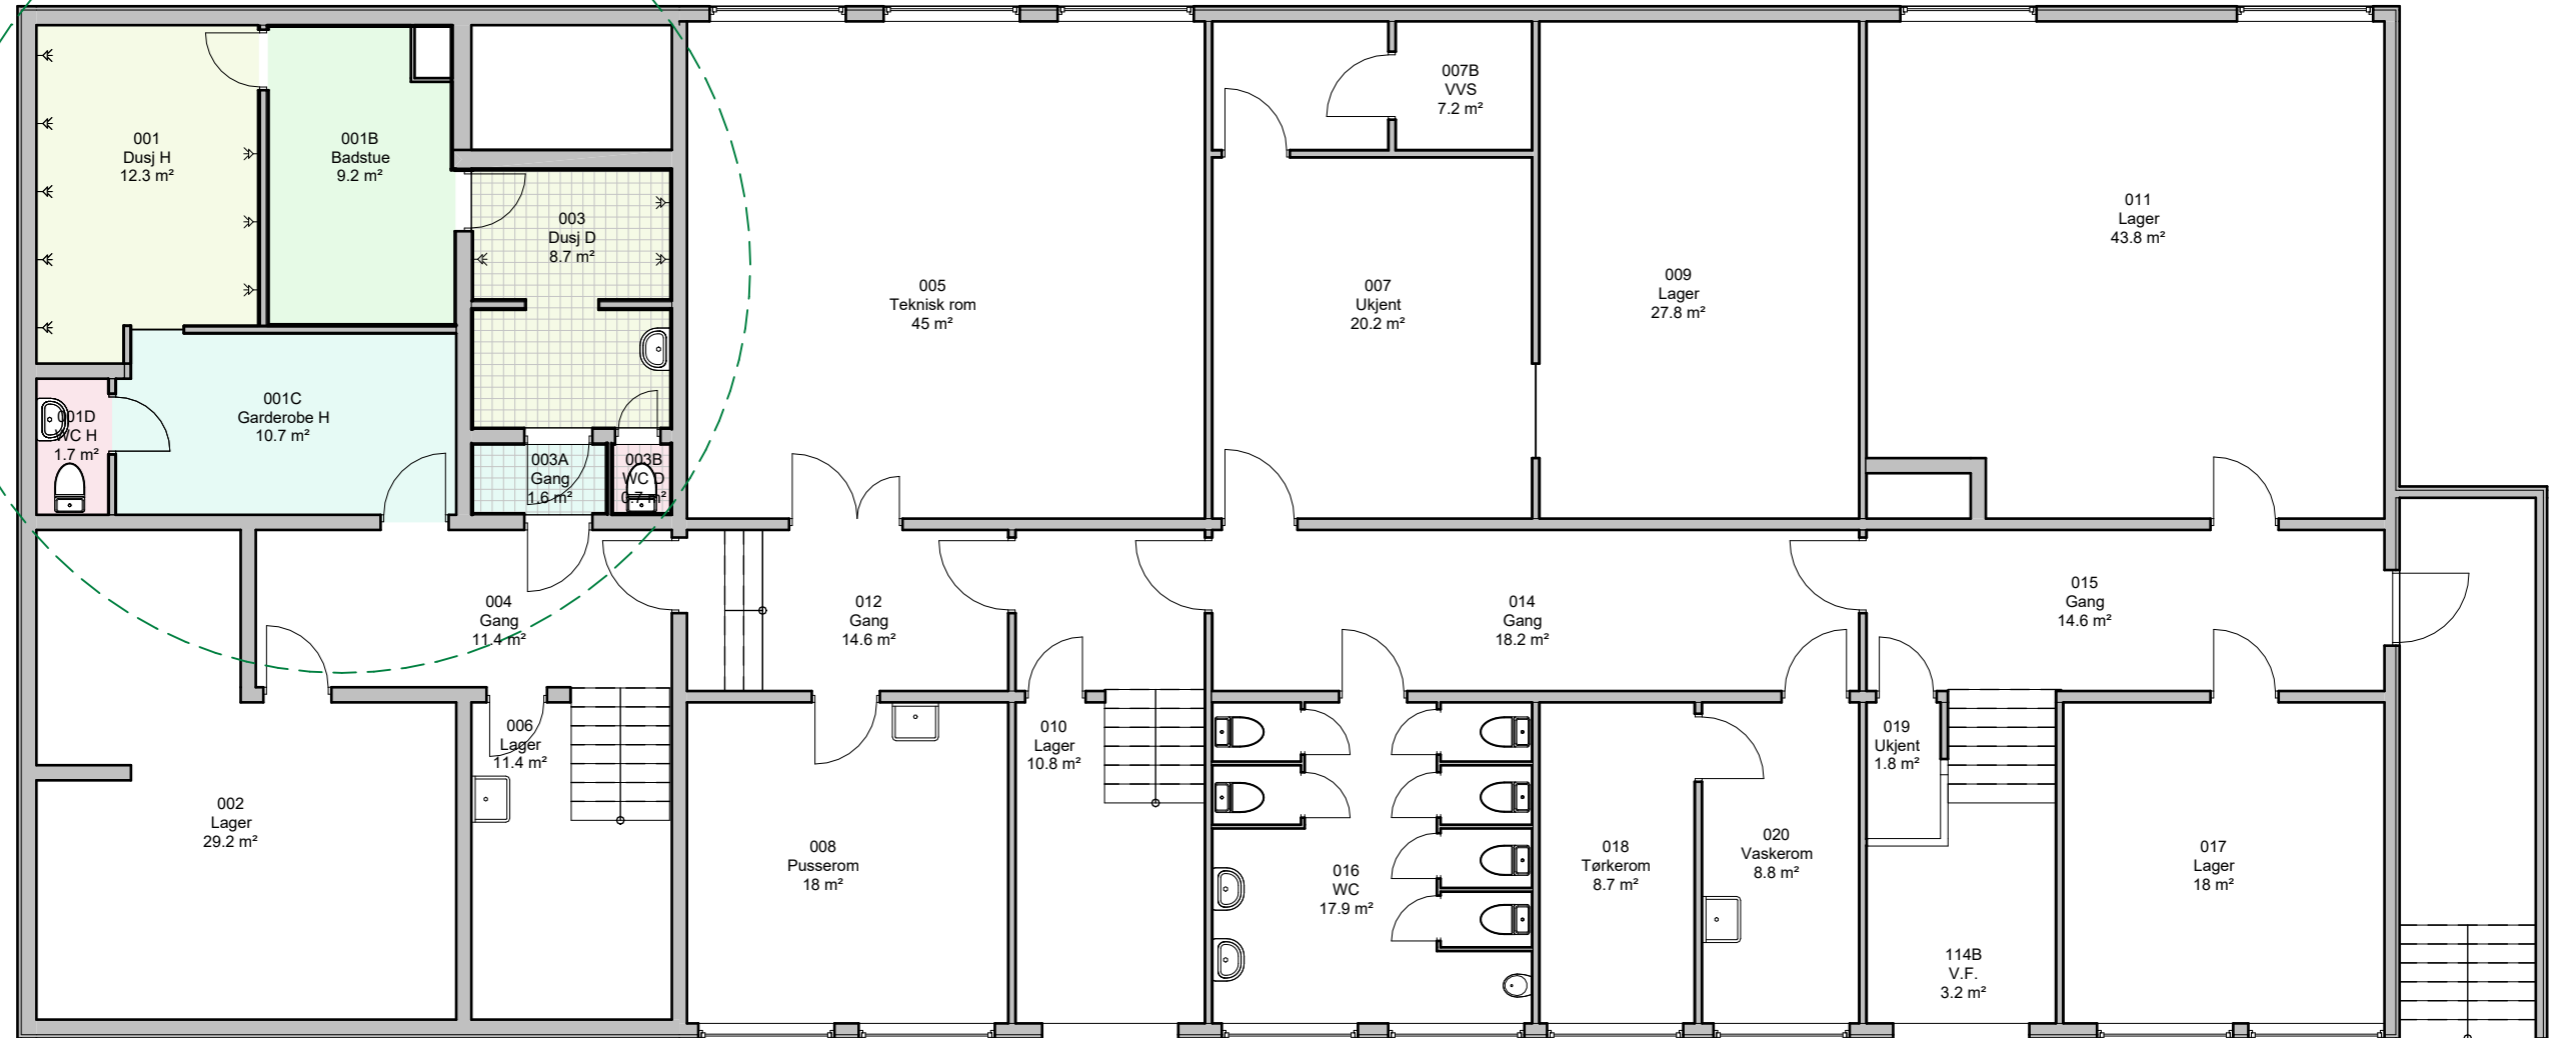 001
Dusj H
12.3 m²
001B
Badstue
9.2 m²
003
Dusj D
8.7 m²
001C
Garderobe H
10.7 m²
001D
WC H
1.7 m²
003A
Gang
1.6 m²
003B
WC D
0.7 m²
005
Teknisk rom
45 m²
007B
VVS
7.2 m²
007
Ukjent
20.2 m²
009
Lager
27.8 m²
011
Lager
43.8 m²
004
Gang
11.4 m²
012
Gang
14.6 m²
014
Gang
18.2 m²
015
Gang
14.6 m²
002
Lager
29.2 m²
006
Lager
11.4 m²
008
Pusserom
18 m²
010
Lager
10.8 m²
016
WC
17.9 m²
018
Tørkerom
8.7 m²
020
Vaskerom
8.8 m²
019
Ukjent
1.8 m²
114B
V.F.
3.2 m²
017
Lager
18 m²